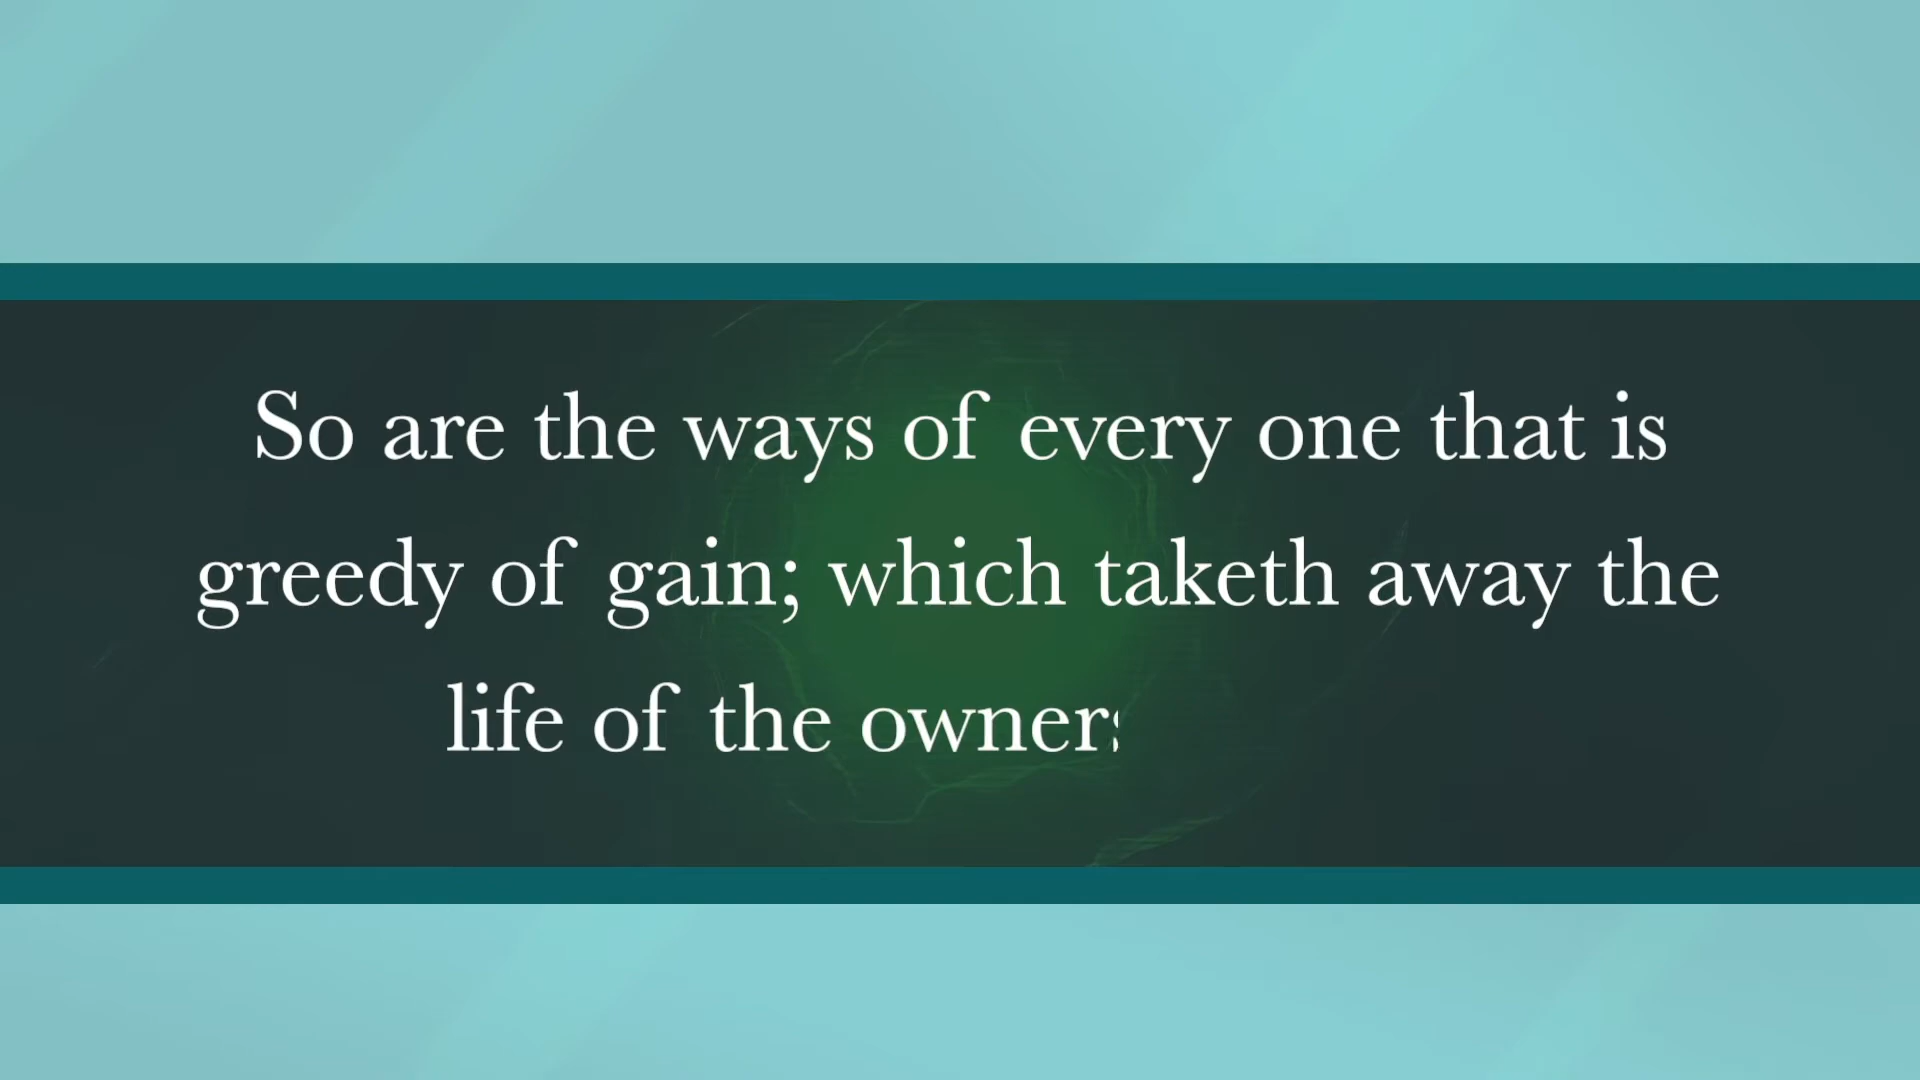 So are the ways of every one that is
greedy of gain; which taketh away the
life of the owners